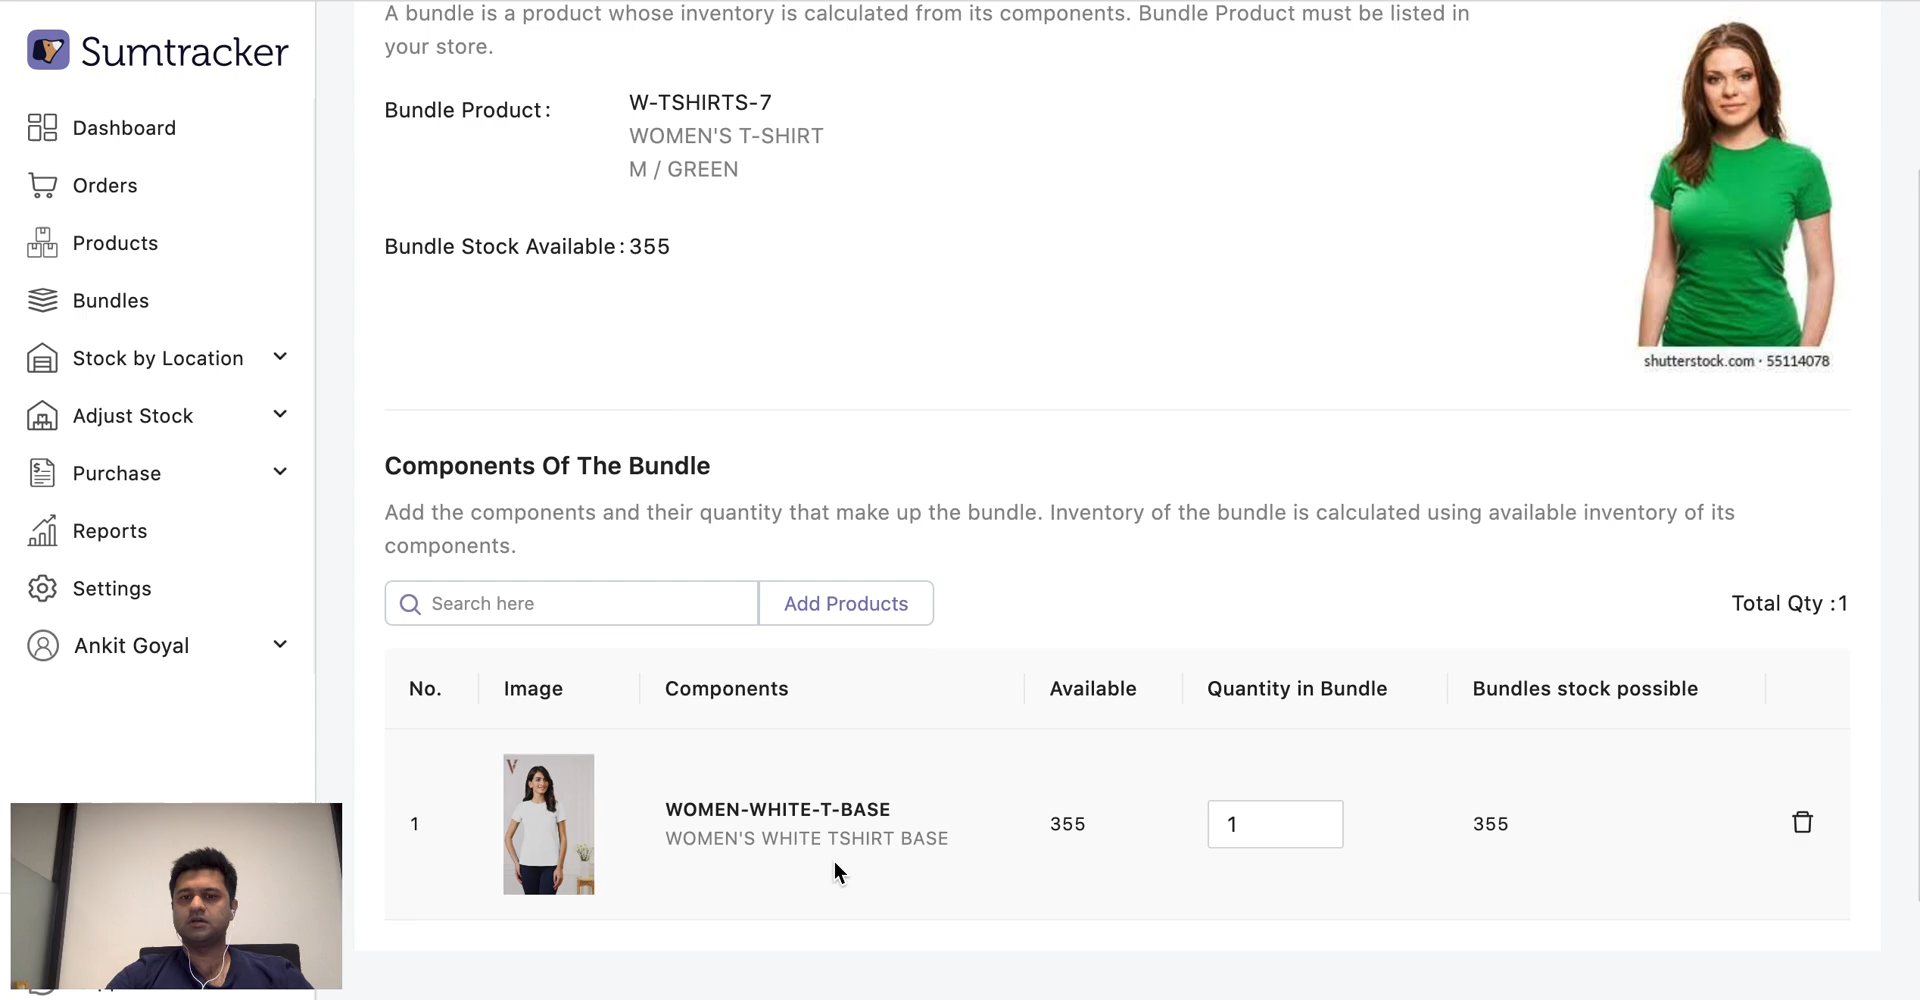 Sumtracker
Dashboard
Orders
Products
Bundles
Stock by Location
Adjust Stock
Purchase
Reports
Settings
Ankit Goyal
A bundle is a product whose inventory is calculated from its components. Bundle Product must be listed in
your store.
Bundle Product: W-TSHIRTS-7
WOMEN'S T-SHIRT
M / GREEN
Bundle Stock Available: 355
shutterstock.com · 55114078
Components Of The Bundle
Add the components and their quantity that make up the bundle. Inventory of the bundle is calculated using available inventory of its
components.
Search here Add Products Total Qty :1
No. Image Components Available Quantity in Bundle Bundles stock possible
V
1 WOMEN-WHITE-T-BASE 355 1 355
WOMEN'S WHITE TSHIRT BASE